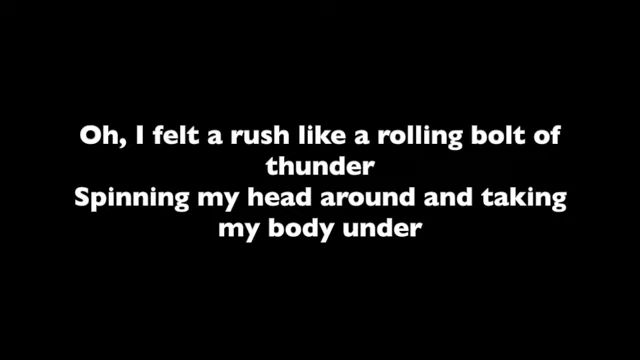 Oh, I felt a rush like a rolling bolt of
thunder
Spinning my head around and taking
my body under